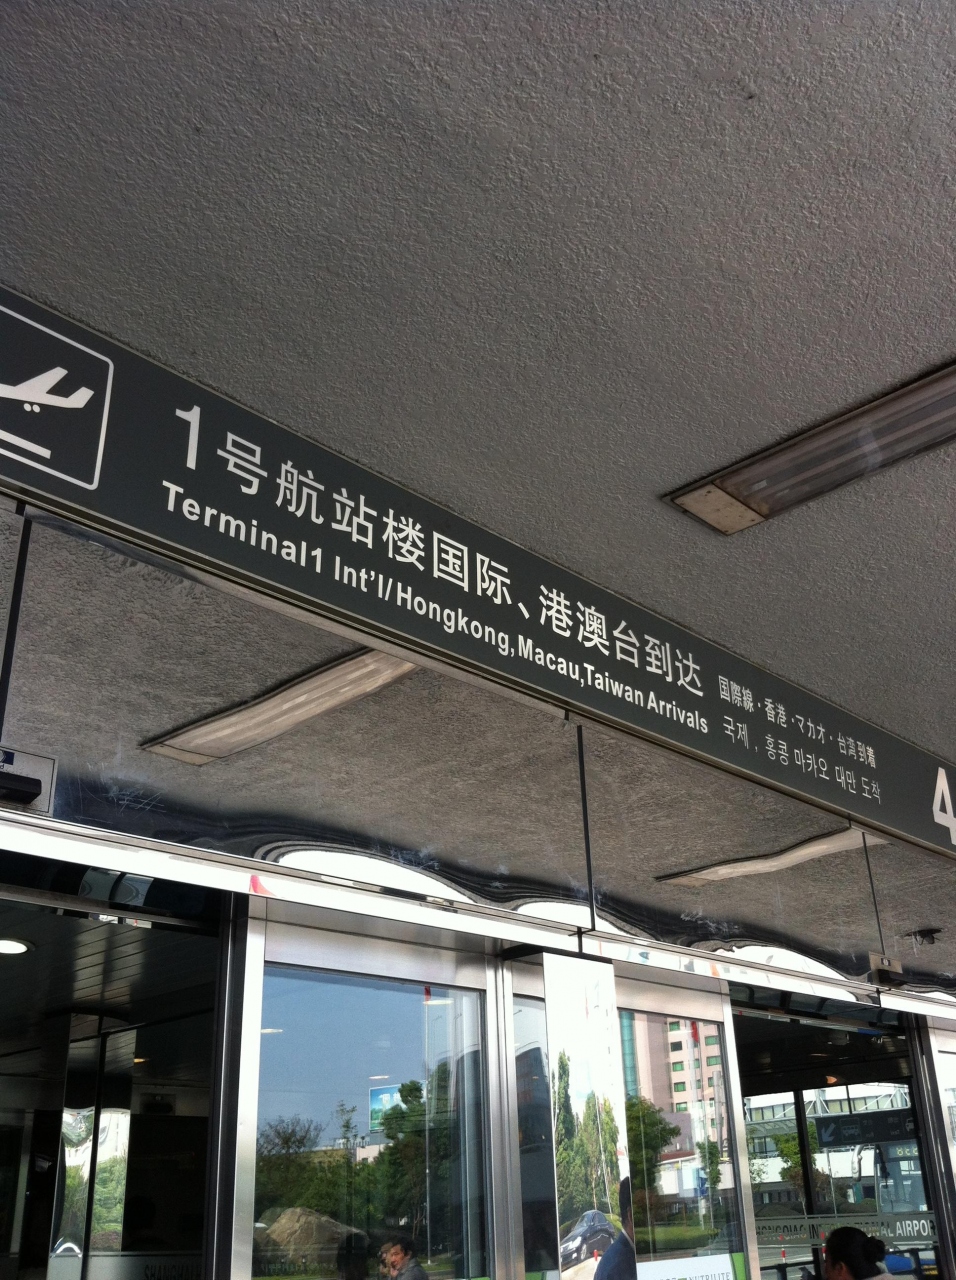 1号航站楼国际、港澳台到达
Terminal1 Int'l/Hongkong,Macau,Taiwan Arrivals
国際線·香港·マカオ·台湾到着
국제 , 홍콩 마카오 대만 도착
4
AIRPORT
NUTRILITE